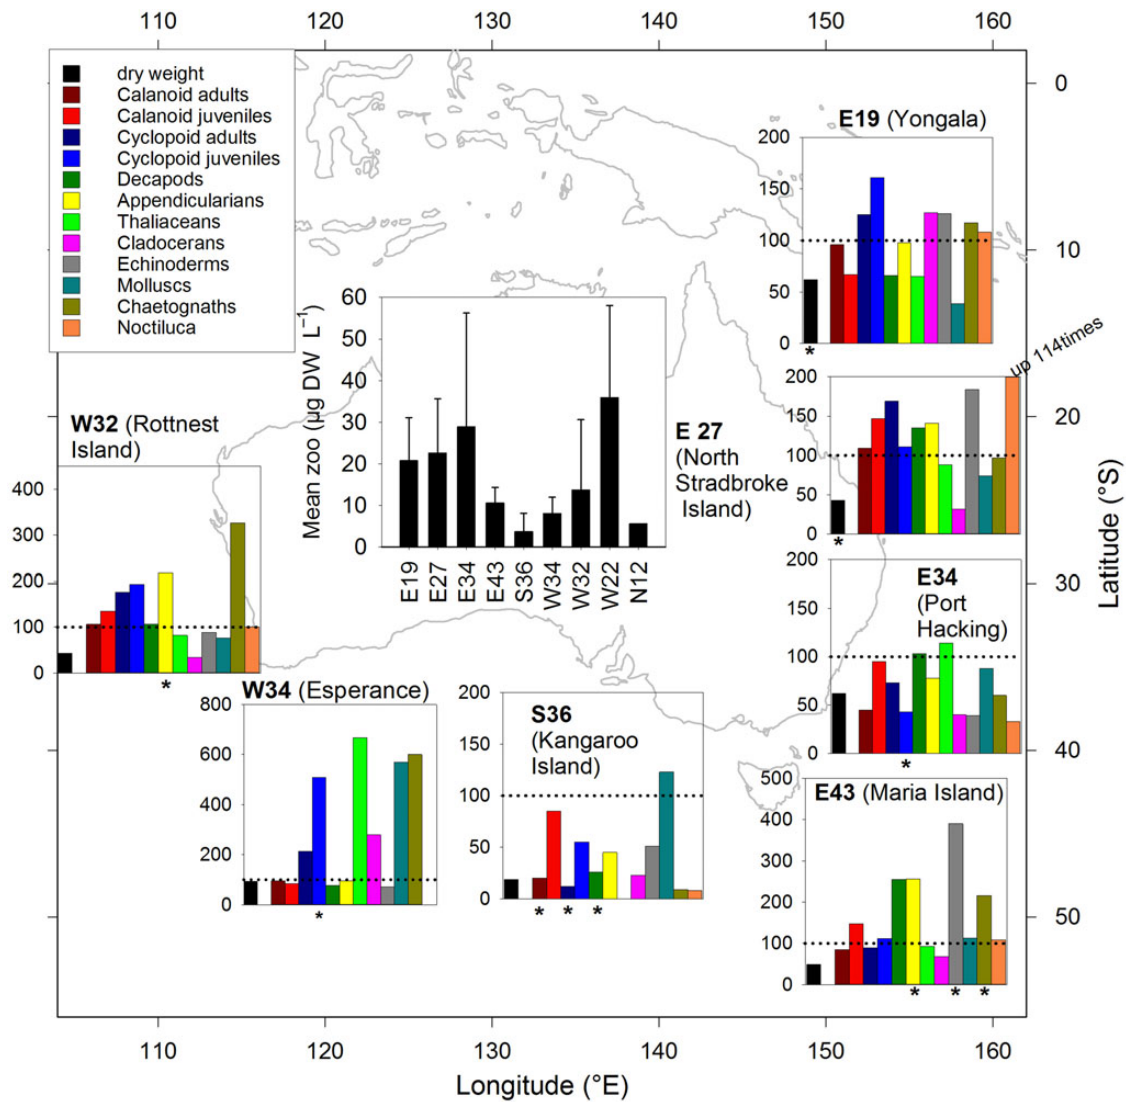 110 120 130 140 150 160
dry weight
Calanoid adults
Calanoid juveniles
Cyclopoid adults
Cyclopoid juveniles
Decapods
Appendicularians
Thaliaceans
Cladocerans
Echinoderms
Molluscs
Chaetognaths
Noctiluca
0
10
20
30
40
50
Latitude (°S)
E19 (Yongala)
200
150
100
50
0
*
up 114times
E 27
(North
Stradbroke
Island)
200
150
100
50
0
*
Mean zoo (µg DW L⁻¹)
60
50
40
30
20
10
0
E19 E27 E34 E43 S36 W34 W32 W22 N12
W32 (Rottnest
Island)
400
300
200
100
0
*
E34
(Port
Hacking)
200
150
100
50
0
*
W34 (Esperance)
800
600
400
200
0
*
S36
(Kangaroo
Island)
200
150
100
50
0
* * *
E43 (Maria Island)
500
400
300
200
100
0
* * *
110 120 130 140 150 160
Longitude (°E)